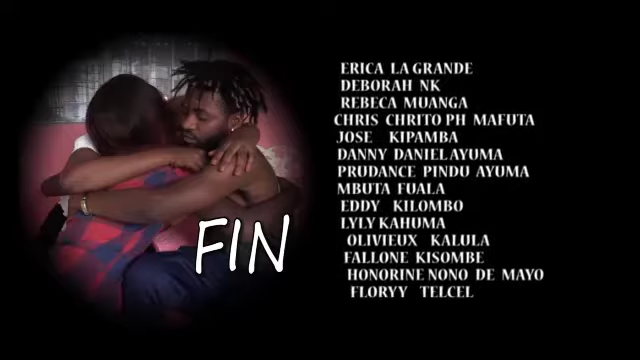 FIN
ERICA LA GRANDE
DEBORAH NK
REBECA MUANGA
CHRIS CHRITO PH MAFUTA
JOSE KIPAMBA
DANNY DANIEL AYUMA
PRUDANCE PINDU AYUMA
MBUTA FUALA
EDDY KILOMBO
LYLY KAHUMA
OLIVIEUX KALULA
FALLONE KISOMBE
HONORINE NONO DE MAYO
FLORYY TELCEL